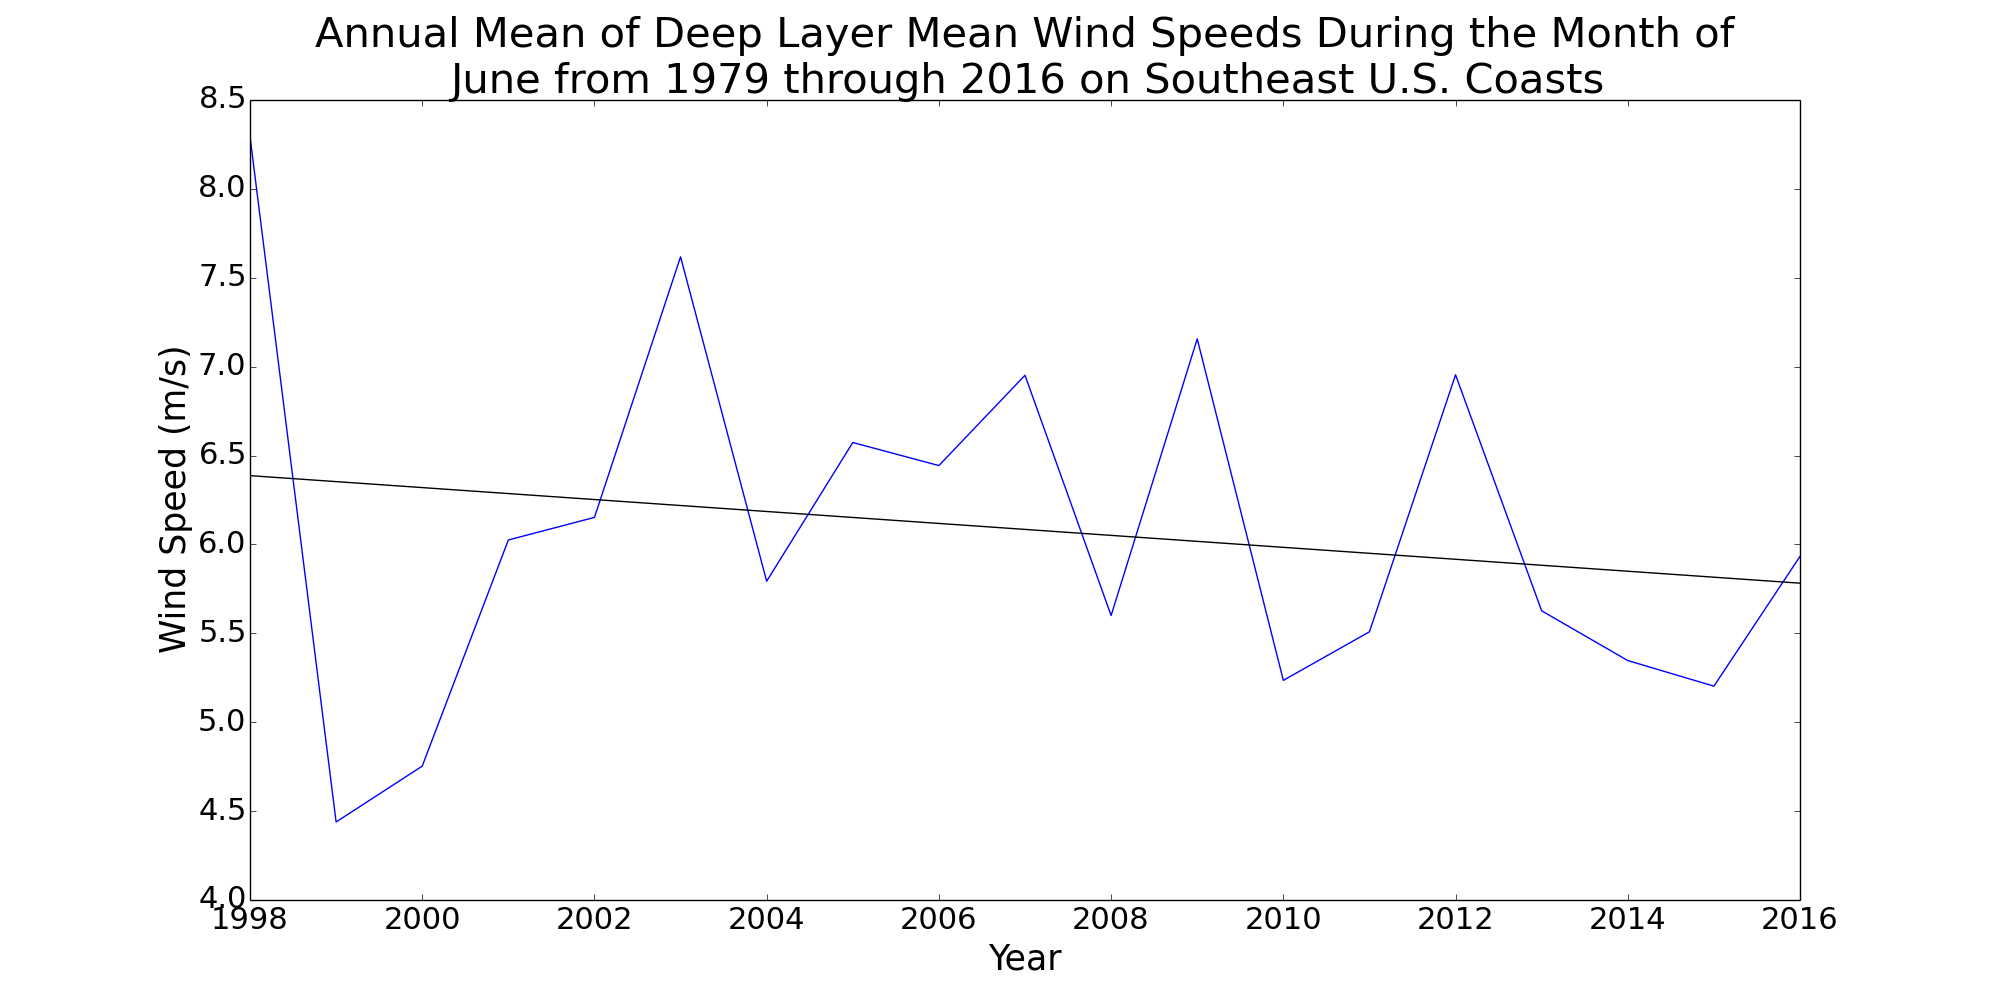 Annual Mean of Deep Layer Mean Wind Speeds During the Month of
June from 1979 through 2016 on Southeast U.S. Coasts
8.5
8.0
7.5
7.0
6.5
6.0
5.5
5.0
4.5
4.0
Wind Speed (m/s)
1998 2000 2002 2004 2006 2008 2010 2012 2014 2016
Year